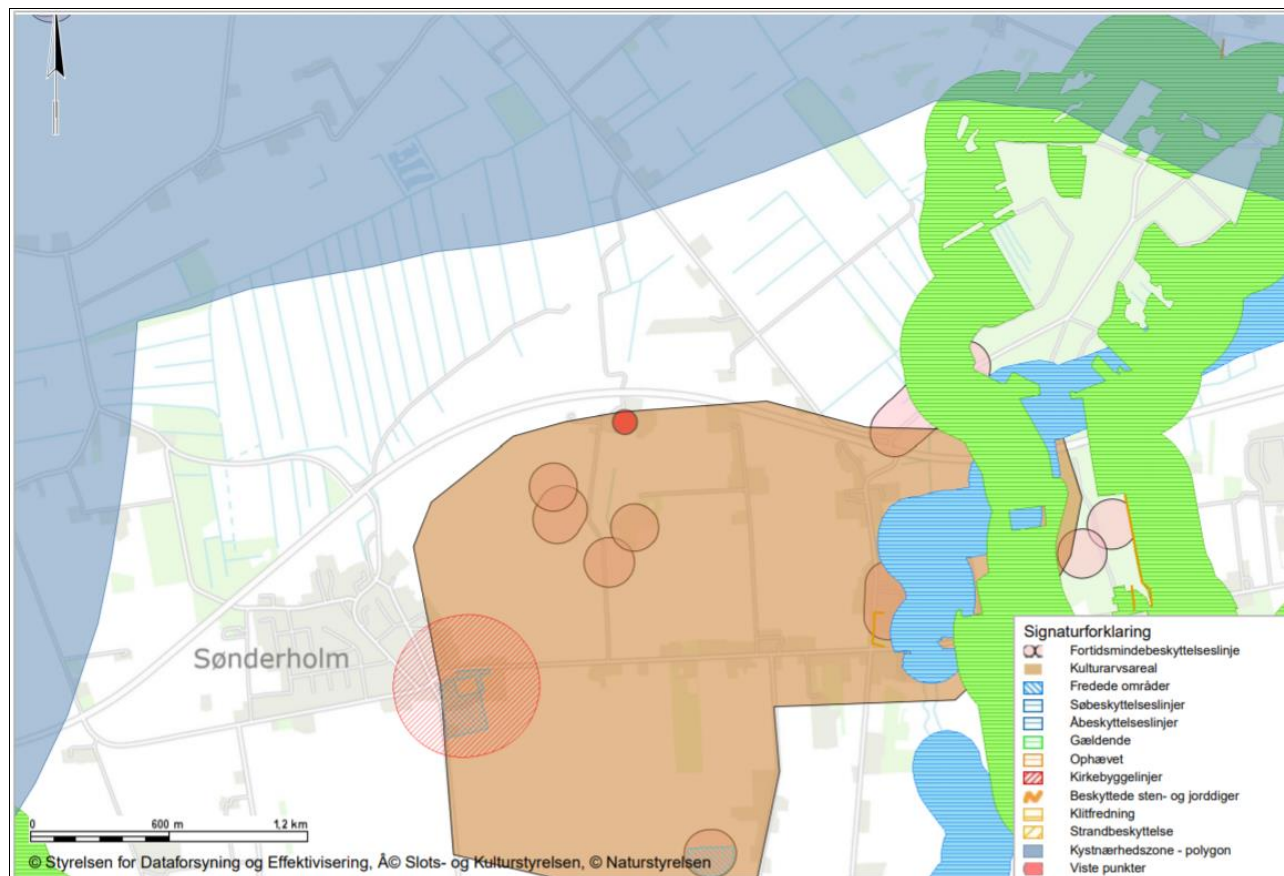 Sønderholm
Signaturforklaring
Fortidsmindebeskyttelseslinje
Kulturarvsareal
Fredede områder
Søbeskyttelseslinjer
Åbeskyttelseslinjer
Gældende
Ophævet
Kirkebyggelinjer
Beskyttede sten- og jorddiger
Klitfredning
Strandbeskyttelse
Kystnærhedszone - polygon
Viste punkter
0 600 m 1,2 km
© Styrelsen for Dataforsyning og Effektivisering, Â© Slots- og Kulturstyrelsen, © Naturstyrelsen